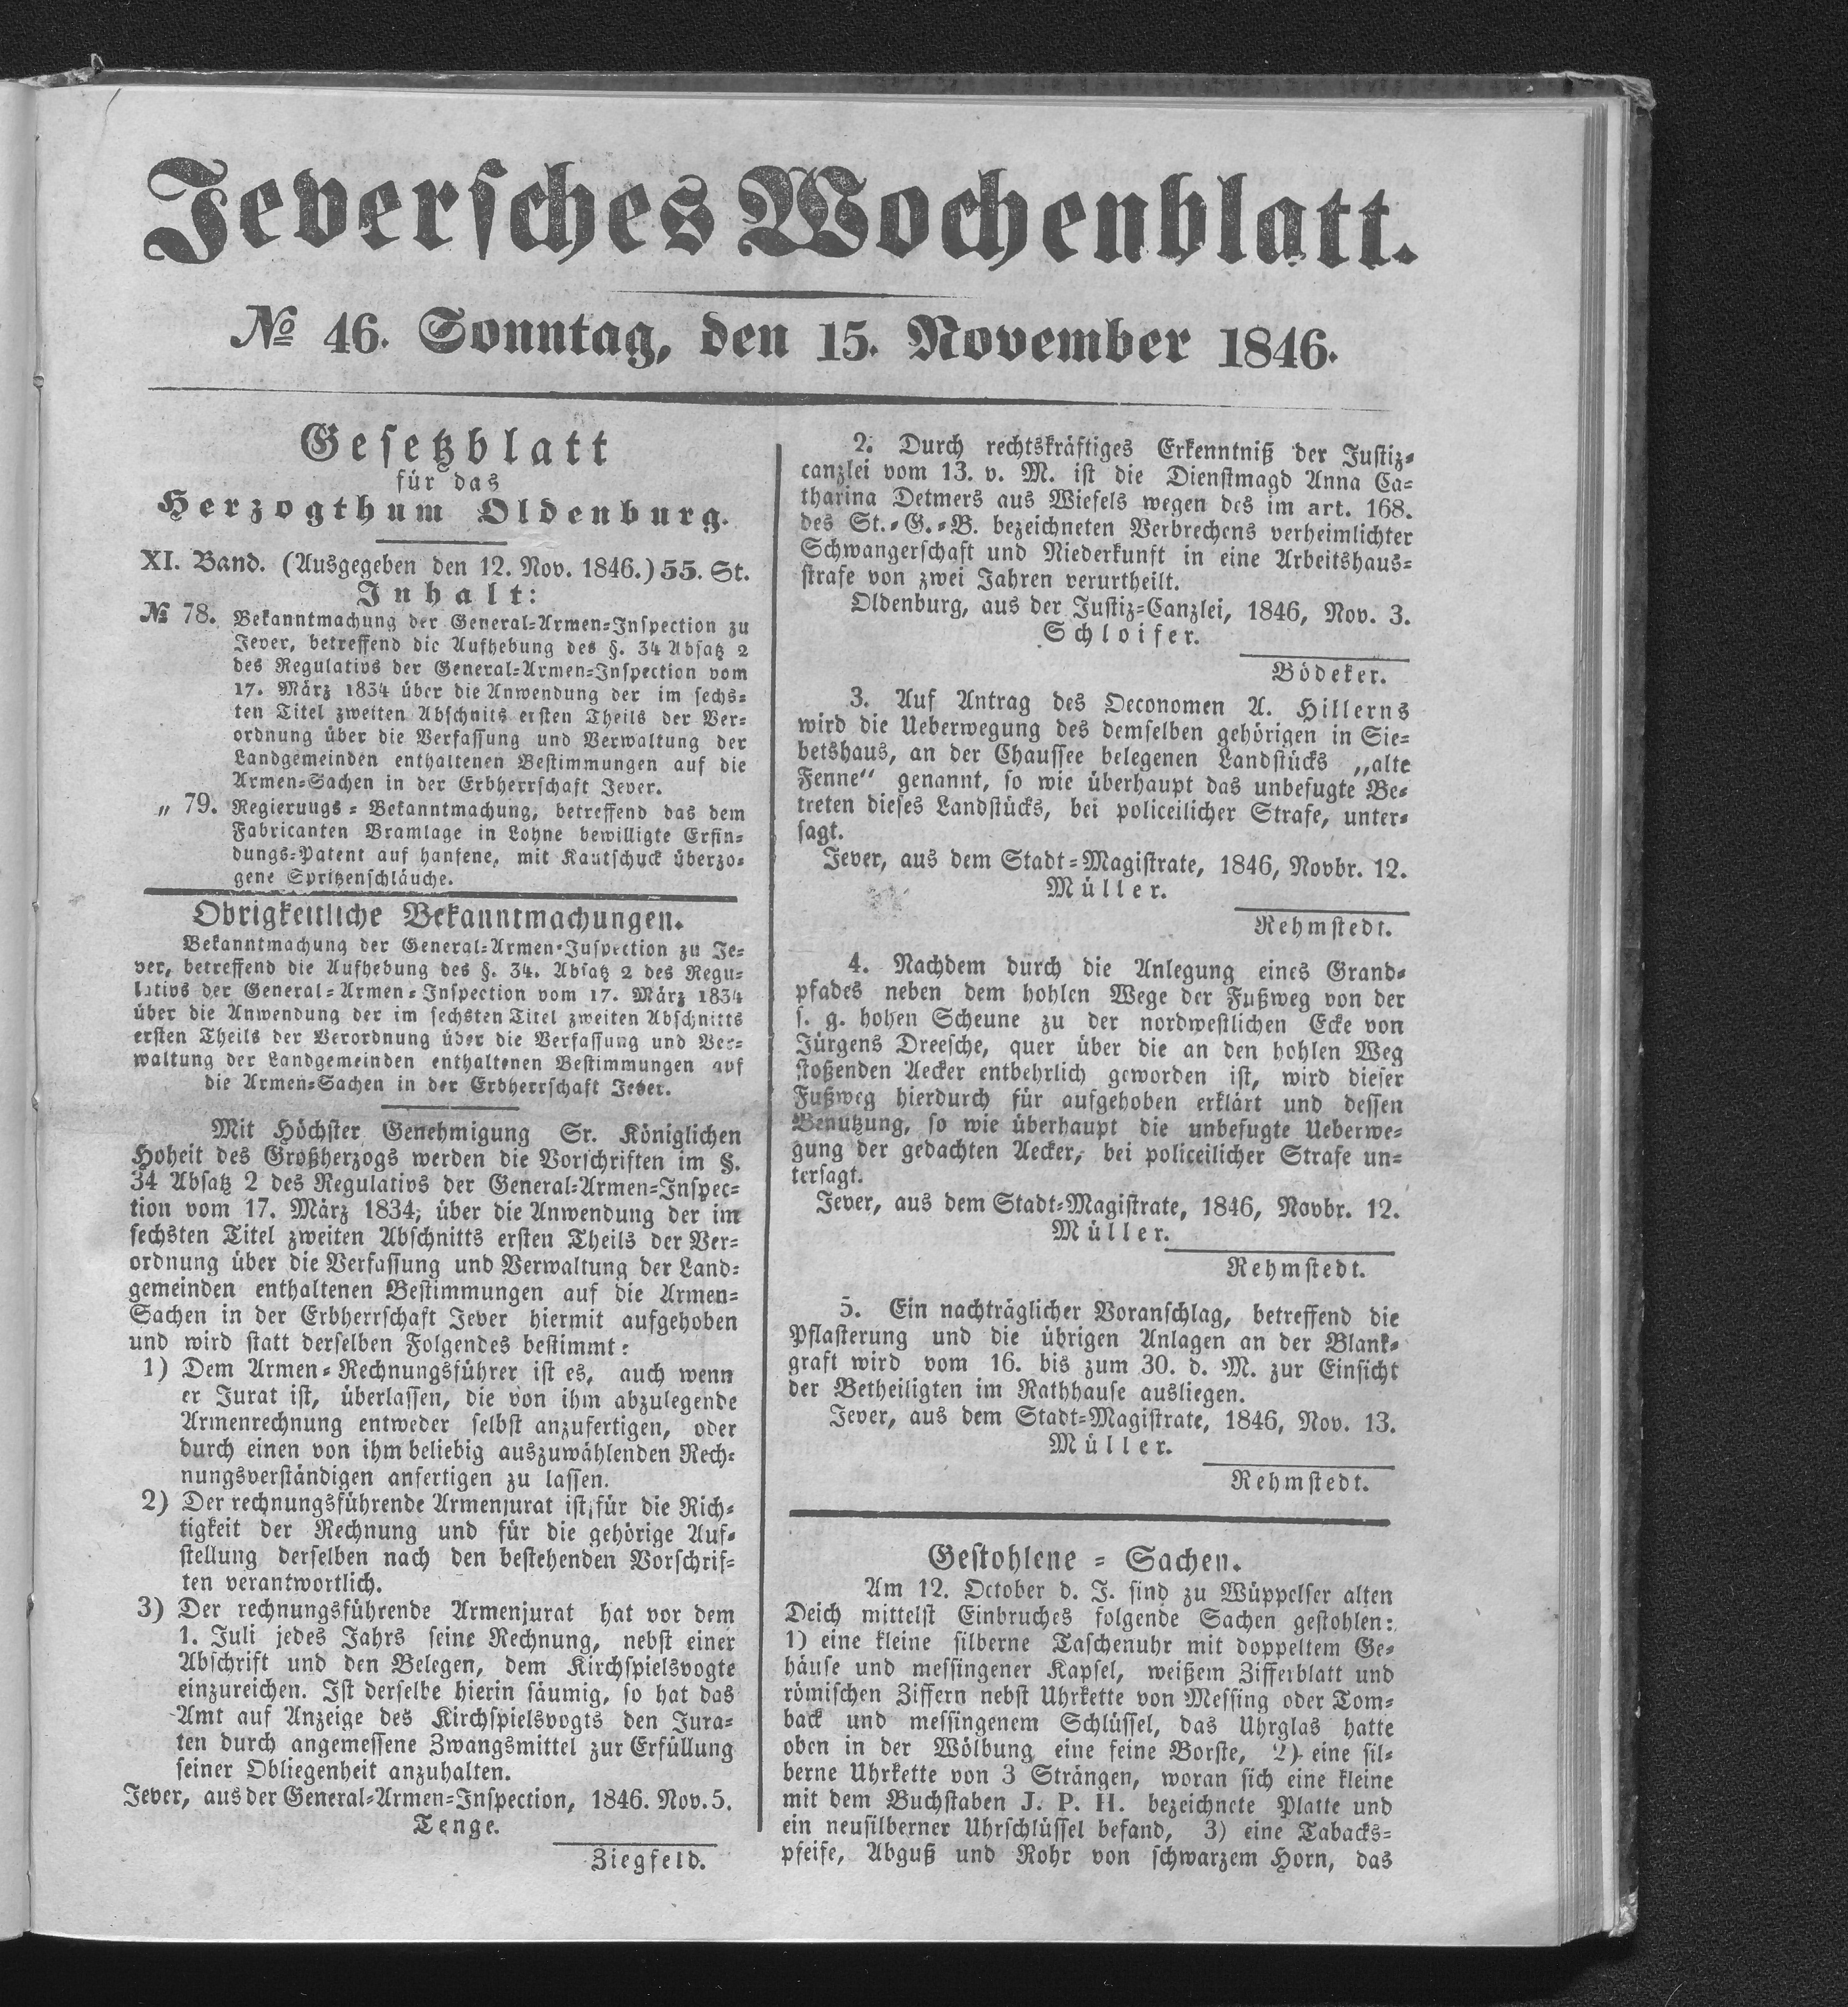 Jeversches Wochenblatt.
№ 46. Sonntag, den 15. November 1846.
Gesetzblatt
für das
Herzogthum Oldenburg.
XI. Band. (Ausgegeben den 12. Nov. 1846.) 55. St.
Inhalt:
№ 78. Bekanntmachung der General-Armen-Inspection zu
Jever, betreffend die Aufhebung des §. 34 Absatz 2
des Regulativs der General-Armen-Inspection vom
17. März 1834 über die Anwendung der im sechs-
ten Titel zweiten Abschnits ersten Theils der Ver-
ordnung über die Verfassung und Verwaltung der
Landgemeinden enthaltenen Bestimmungen auf die
Armen-Sachen in der Erbherrschaft Jever.
„ 79. Regieruugs-Bekanntmachung, betreffend das dem
Fabricanten Bramlage in Lohne bewilligte Erfin-
dungs-Patent auf hanfene, mit Kautschuck überzo-
gene Spritzenschläuche.
Obrigkeitliche Bekanntmachungen.
Bekanntmachung der General-Armen-Inspection zu Je-
ver, betreffend die Aufhebung des §. 34. Absatz 2 des Regu-
lativs der General-Armen-Inspection vom 17. März 1834
über die Anwendung der im sechsten Titel zweiten Abschnitts
ersten Theils der Verordnung über die Verfassung und Ver-
waltung der Landgemeinden enthaltenen Bestimmungen auf
die Armen-Sachen in der Erbherrschaft Jever.
Mit Höchster Genehmigung Sr. Königlichen
Hoheit des Großherzogs werden die Vorschriften im §.
34 Absatz 2 des Regulativs der General-Armen-Inspec-
tion vom 17. März 1834, über die Anwendung der im
sechsten Titel zweiten Abschnitts ersten Theils der Ver-
ordnung über die Verfassung und Verwaltung der Land-
gemeinden enthaltenen Bestimmungen auf die Armen-
Sachen in der Erbherrschaft Jever hiermit aufgehoben
und wird statt derselben Folgendes bestimmt:
1) Dem Armen-Rechnungsführer ist es, auch wenn
er Jurat ist, überlassen, die von ihm abzulegende
Armenrechnung entweder selbst anzufertigen, oder
durch einen von ihm beliebig auszuwählenden Rech-
nungsverständigen anfertigen zu lassen.
2) Der rechnungsführende Armenjurat ist, für die Rich-
tigkeit der Rechnung und für die gehörige Auf-
stellung derselben nach den bestehenden Vorschrif-
ten verantwortlich.
3) Der rechnungsführende Armenjurat hat vor dem
1. Juli jedes Jahrs seine Rechnung, nebst einer
Abschrift und den Belegen, dem Kirchspielsvogte
einzureichen. Ist derselbe hierin säumig, so hat das
Amt auf Anzeige des Kirchspielsvogts den Jura-
ten durch angemessene Zwangsmittel zur Erfüllung
seiner Obliegenheit anzuhalten.
Jever, aus der General-Armen-Inspection, 1846. Nov. 5.
Tenge.
Ziegfeld.
2. Durch rechtskräftiges Erkenntniß der Justiz-
canzlei vom 13. v. M. ist die Dienstmagd Anna Ca-
tharina Detmers aus Wiefels wegen des im art. 168.
des St.-G.-B. bezeichneten Verbrechens verheimlichter
Schwangerschaft und Niederkunft in eine Arbeitshaus-
strafe von zwei Jahren verurtheilt.
Oldenburg, aus der Justiz-Canzlei, 1846, Nov. 3.
Schloifer.
Bödeker.
3. Auf Antrag des Oeconomen A. Hillerns
wird die Ueberwegung des demselben gehörigen in Sie-
betshaus, an der Chaussee belegenen Landstücks „alte
Fenne“ genannt, so wie überhaupt das unbefugte Be-
treten dieses Landstücks, bei policeilicher Strafe, unter-
sagt.
Jever, aus dem Stadt-Magistrate, 1846, Novbr. 12.
Müller.
Rehmstedt.
4. Nachdem durch die Anlegung eines Grand-
pfades neben dem hohlen Wege der Fußweg von der
s. g. hohen Scheune zu der nordwestlichen Ecke von
Jürgens Dreesche, quer über die an den hohlen Weg
stoßenden Aecker entbehrlich geworden ist, wird dieser
Fußweg hierdurch für aufgehoben erklärt und dessen
Benutzung, so wie überhaupt die unbefugte Ueberwe-
gung der gedachten Aecker, bei policeilicher Strafe un-
tersagt.
Jever, aus dem Stadt-Magistrate, 1846, Novbr. 12.
Müller.
Rehmstedt.
5. Ein nachträglicher Voranschlag, betreffend die
Pflasterung und die übrigen Anlagen an der Blank-
graft wird vom 16. bis zum 30. d. M. zur Einsicht
der Betheiligten im Rathhause ausliegen.
Jever, aus dem Stadt-Magistrate, 1846, Nov. 13.
Müller.
Rehmstedt.
Gestohlene-Sachen.
Am 12. October d. J. sind zu Wüppelser alten
Deich mittelst Einbruches folgende Sachen gestohlen:
1) eine kleine silberne Taschenuhr mit doppeltem Ge-
häuse und messingener Kapsel, weißem Zifferblatt und
römischen Ziffern nebst Uhrkette von Messing oder Tom-
back und messingenem Schlüssel, das Uhrglas hatte
oben in der Wölbung eine feine Borste, 2) eine sil-
berne Uhrkette von 3 Strängen, woran sich eine kleine
mit dem Buchstaben J. P. H. bezeichnete Platte und
ein neusilberner Uhrschlüssel befand, 3) eine Tabacks-
pfeife, Abguß und Rohr von schwarzem Horn, das